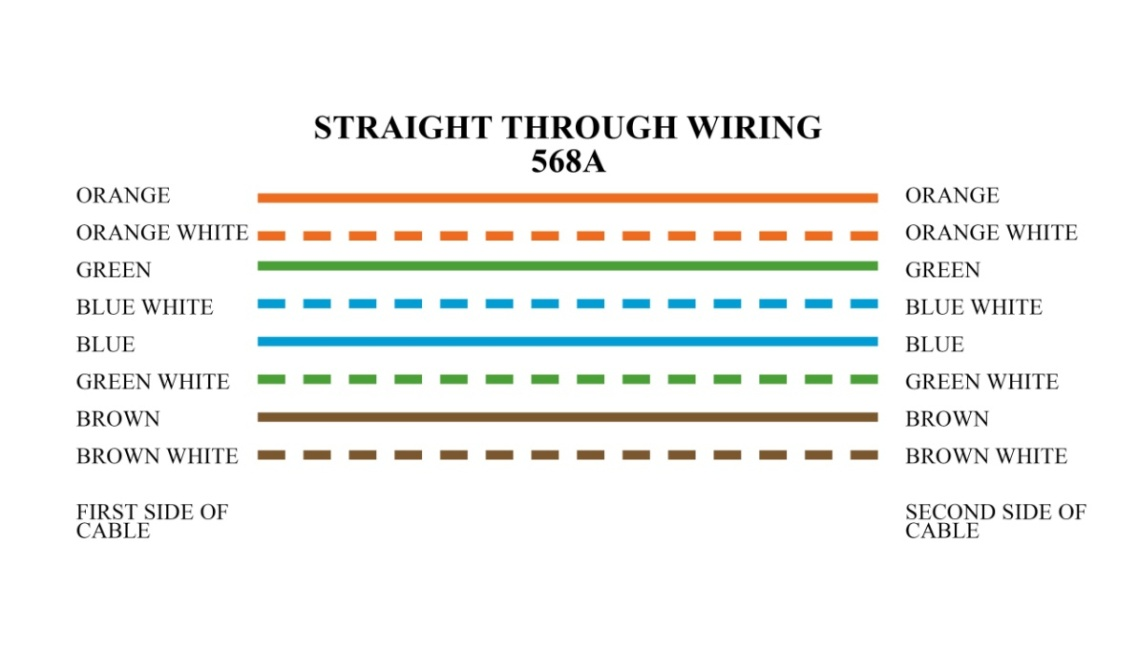 STRAIGHT THROUGH WIRING
568A
ORANGE ORANGE
ORANGE WHITE ORANGE WHITE
GREEN GREEN
BLUE WHITE BLUE WHITE
BLUE BLUE
GREEN WHITE GREEN WHITE
BROWN BROWN
BROWN WHITE BROWN WHITE
FIRST SIDE OF
CABLE
SECOND SIDE OF
CABLE